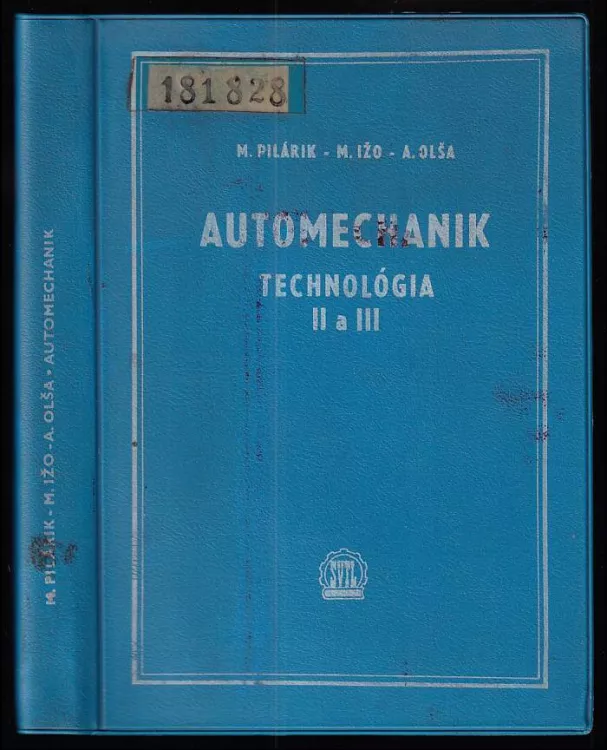 181828
M. PILÁRIK - M. IŽO - A. OLŠA
AUTOMECHANIK
TECHNOLÓGIA
II a III
SVTL
M. PILÁRIK - M. IŽO - A. OLŠA • AUTOMECHANIK